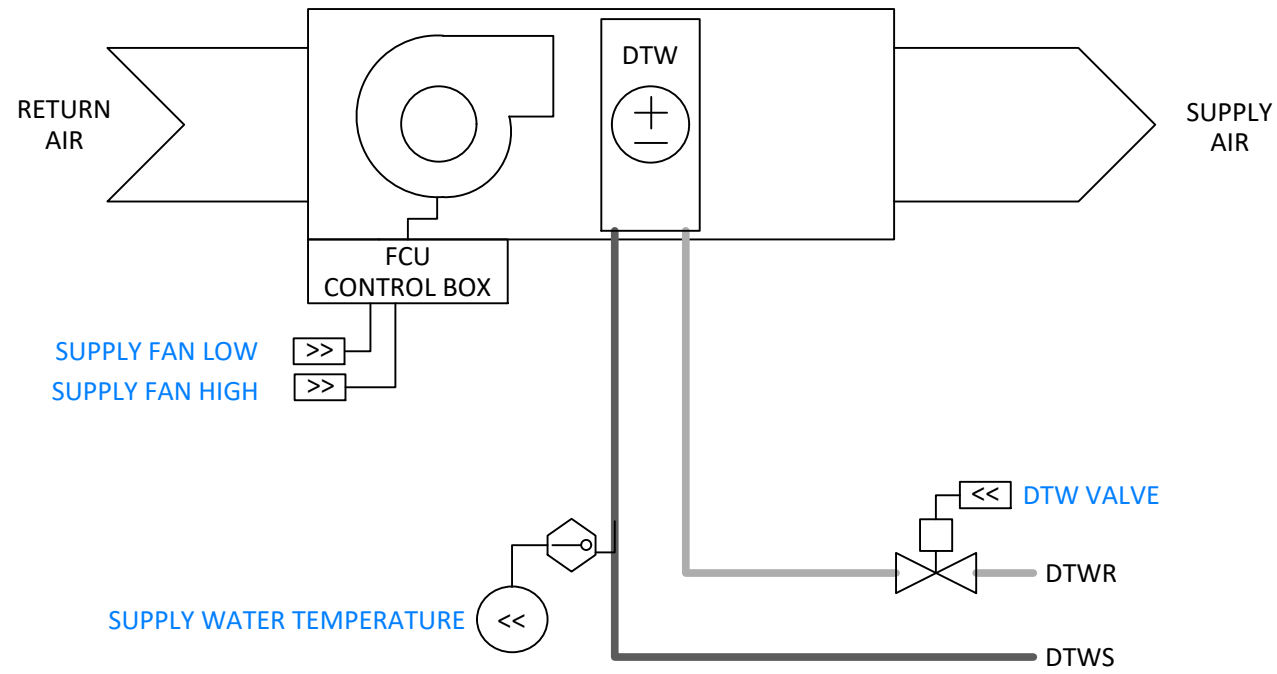 DTW
RETURN
AIR
SUPPLY
AIR
FCU
CONTROL BOX
SUPPLY FAN LOW >>
SUPPLY FAN HIGH >>
<< DTW VALVE
DTWR
SUPPLY WATER TEMPERATURE <<
DTWS